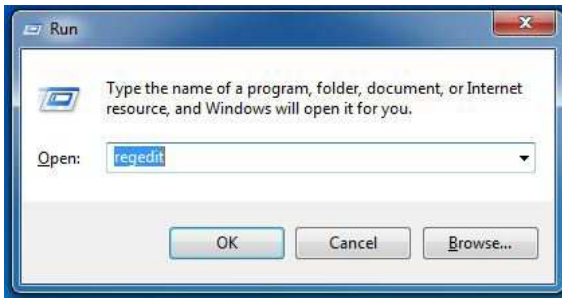 Run
Type the name of a program, folder, document, or Internet
resource, and Windows will open it for you.
Open: regedit
OK Cancel Browse...